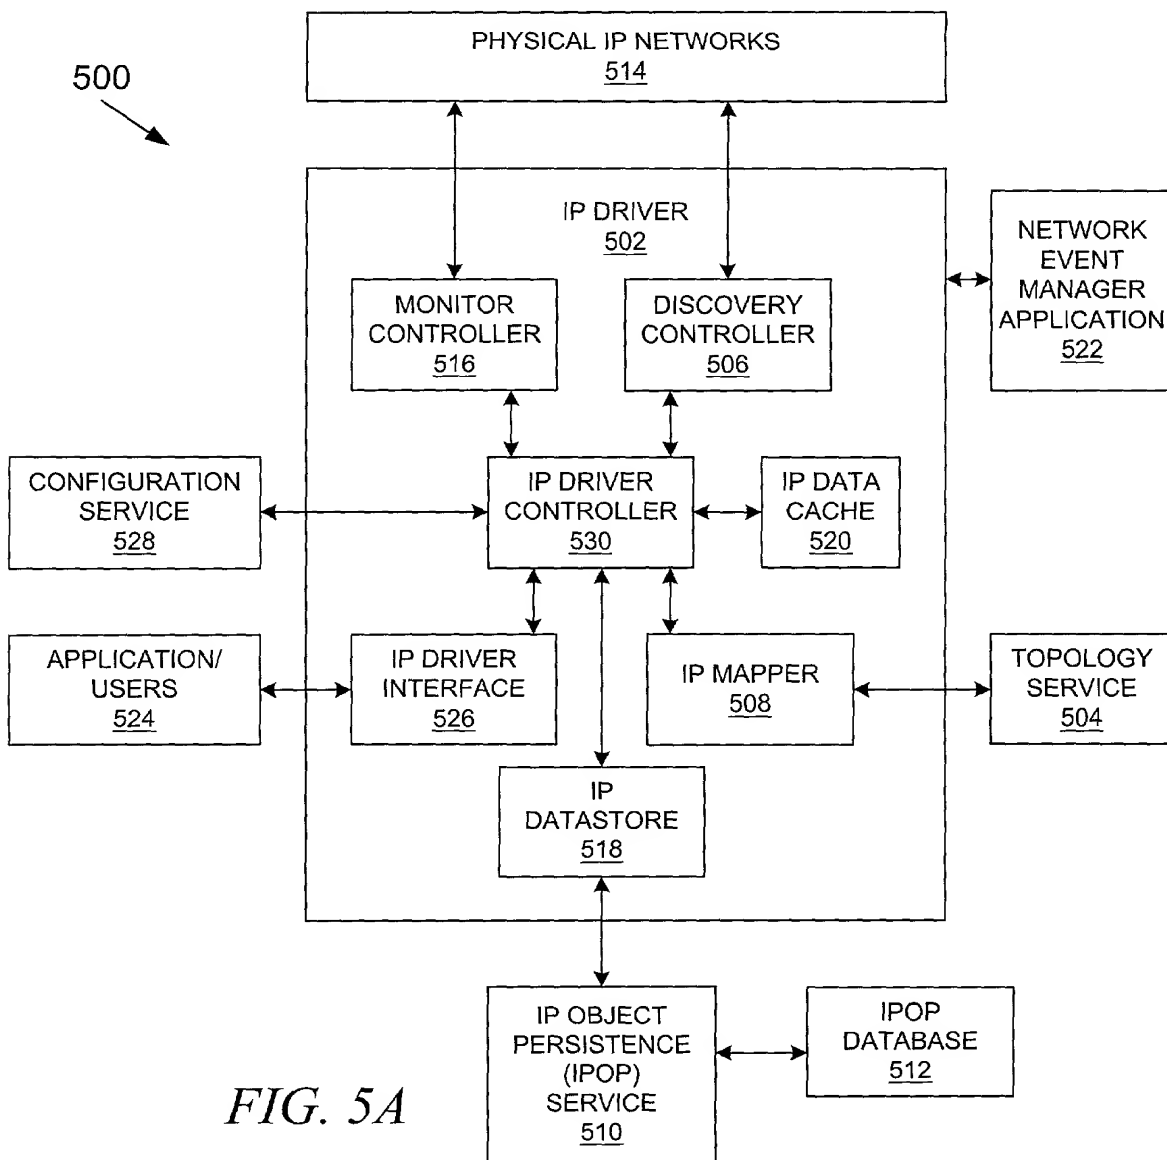 PHYSICAL IP NETWORKS
514
500
IP DRIVER
502
NETWORK
EVENT
MANAGER
APPLICATION
522
MONITOR
CONTROLLER
516
DISCOVERY
CONTROLLER
506
CONFIGURATION
SERVICE
528
IP DRIVER
CONTROLLER
530
IP DATA
CACHE
520
APPLICATION/
USERS
524
IP DRIVER
INTERFACE
526
IP MAPPER
508
TOPOLOGY
SERVICE
504
IP
DATASTORE
518
IP OBJECT
PERSISTENCE
(IPOP)
SERVICE
510
IPOP
DATABASE
512
FIG. 5A